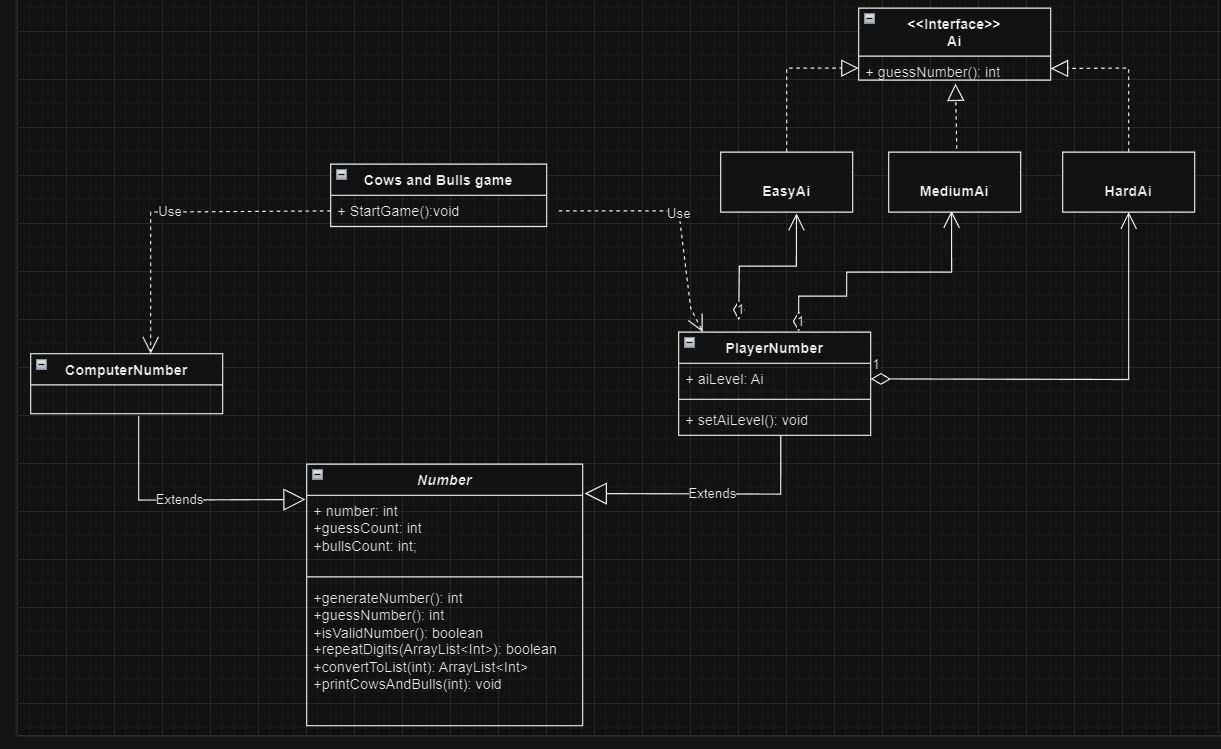 <<Interface>>
Ai
+ guessNumber(): int
EasyAi
MediumAi
HardAi
Cows and Bulls game
+ StartGame():void
Use
Use
1
1
ComputerNumber
PlayerNumber
+ aiLevel: Ai
1
+ setAiLevel(): void
Extends
Extends
Number
+ number: int
+guessCount: int
+bullsCount: int;
+generateNumber(): int
+guessNumber(): int
+isValidNumber(): boolean
+repeatDigits(ArrayList<Int>): boolean
+convertToList(int): ArrayList<Int>
+printCowsAndBulls(int): void